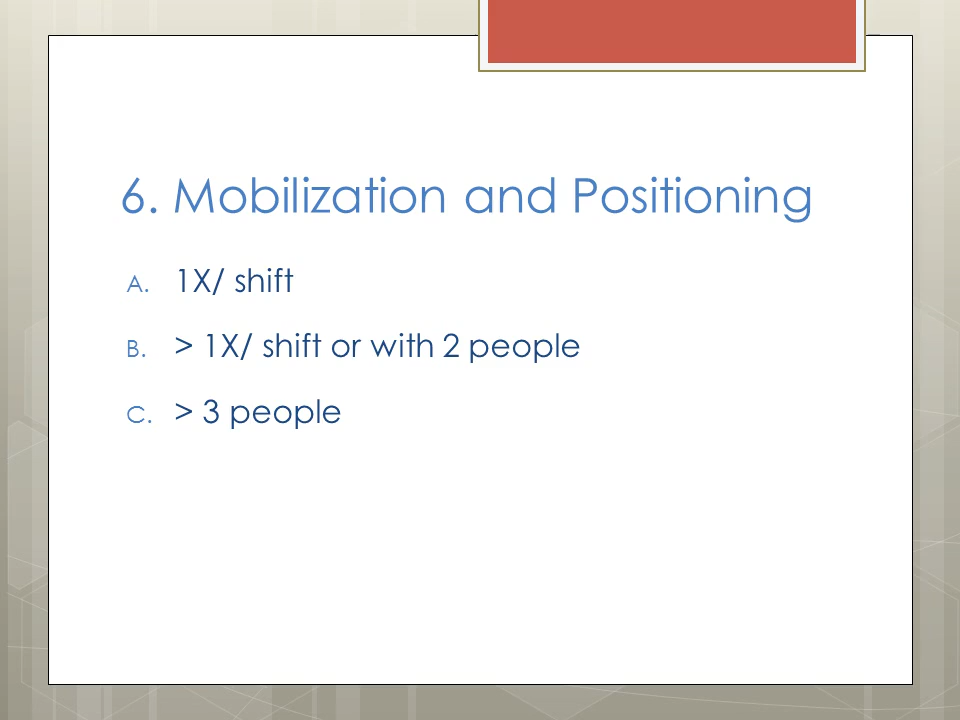 6. Mobilization and Positioning
A. 1X/ shift
B. > 1X/ shift or with 2 people
C. > 3 people